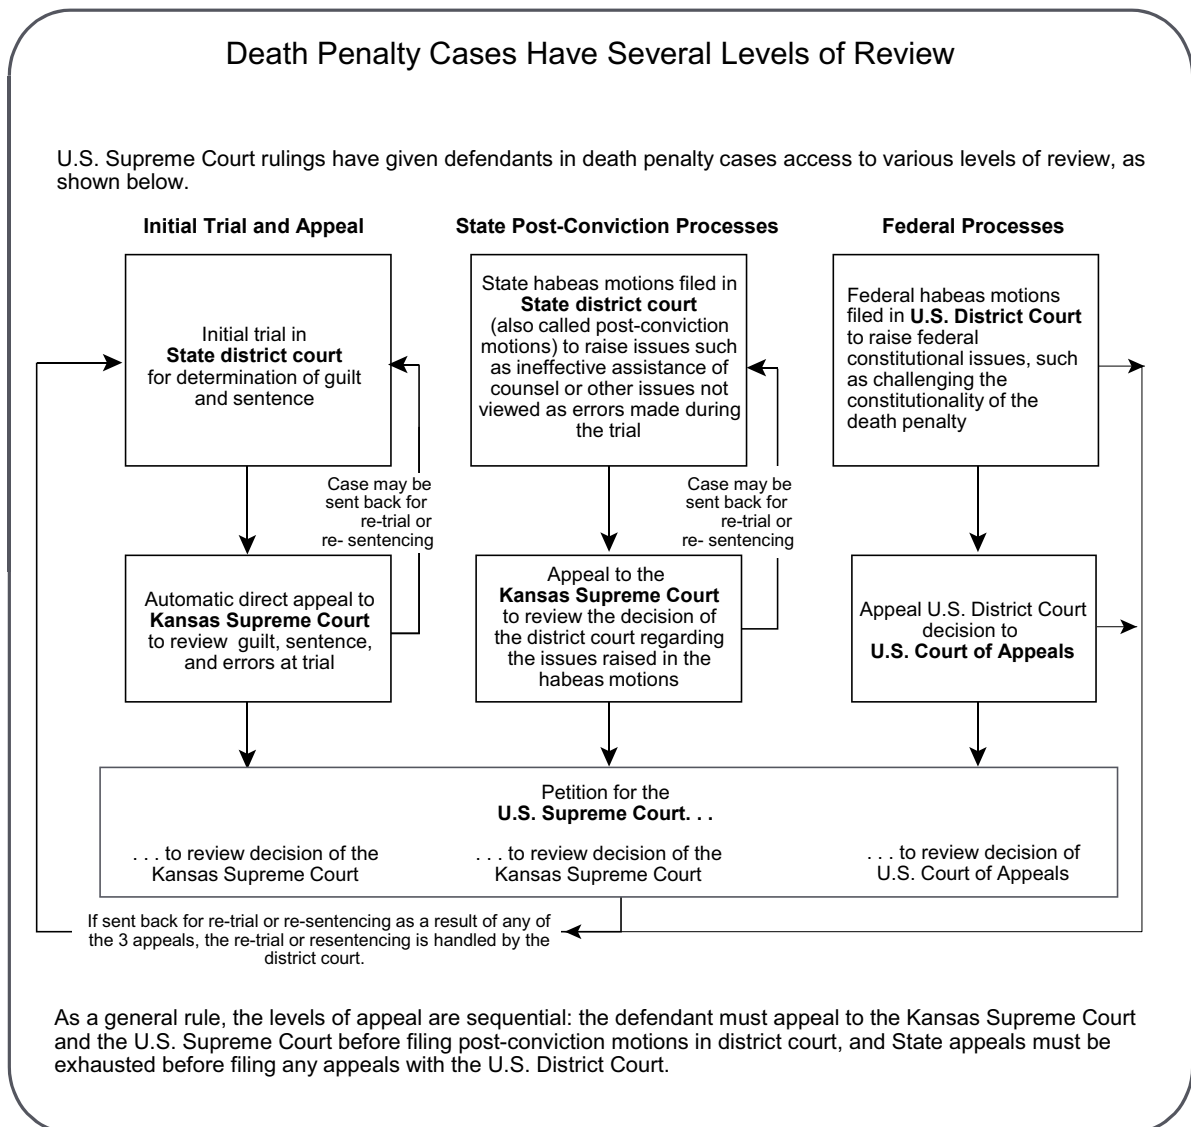 Death Penalty Cases Have Several Levels of Review
U.S. Supreme Court rulings have given defendants in death penalty cases access to various levels of review, as
shown below.
Initial Trial and Appeal
Initial trial in
State district court
for determination of guilt
and sentence
Case may be
sent back for
re-trial or
re- sentencing
Automatic direct appeal to
Kansas Supreme Court
to review guilt, sentence,
and errors at trial
State Post-Conviction Processes
State habeas motions filed in
State district court
(also called post-conviction
motions) to raise issues such
as ineffective assistance of
counsel or other issues not
viewed as errors made during
the trial
Case may be
sent back for
re-trial or
re- sentencing
Appeal to the
Kansas Supreme Court
to review the decision of
the district court regarding
the issues raised in the
habeas motions
Federal Processes
Federal habeas motions
filed in U.S. District Court
to raise federal
constitutional issues, such
as challenging the
constitutionality of the
death penalty
Appeal U.S. District Court
decision to
U.S. Court of Appeals
Petition for the
U.S. Supreme Court. . .
. . . to review decision of the
Kansas Supreme Court
. . . to review decision of the
Kansas Supreme Court
. . . to review decision of
U.S. Court of Appeals
If sent back for re-trial or re-sentencing as a result of any of
the 3 appeals, the re-trial or resentencing is handled by the
district court.
As a general rule, the levels of appeal are sequential: the defendant must appeal to the Kansas Supreme Court
and the U.S. Supreme Court before filing post-conviction motions in district court, and State appeals must be
exhausted before filing any appeals with the U.S. District Court.